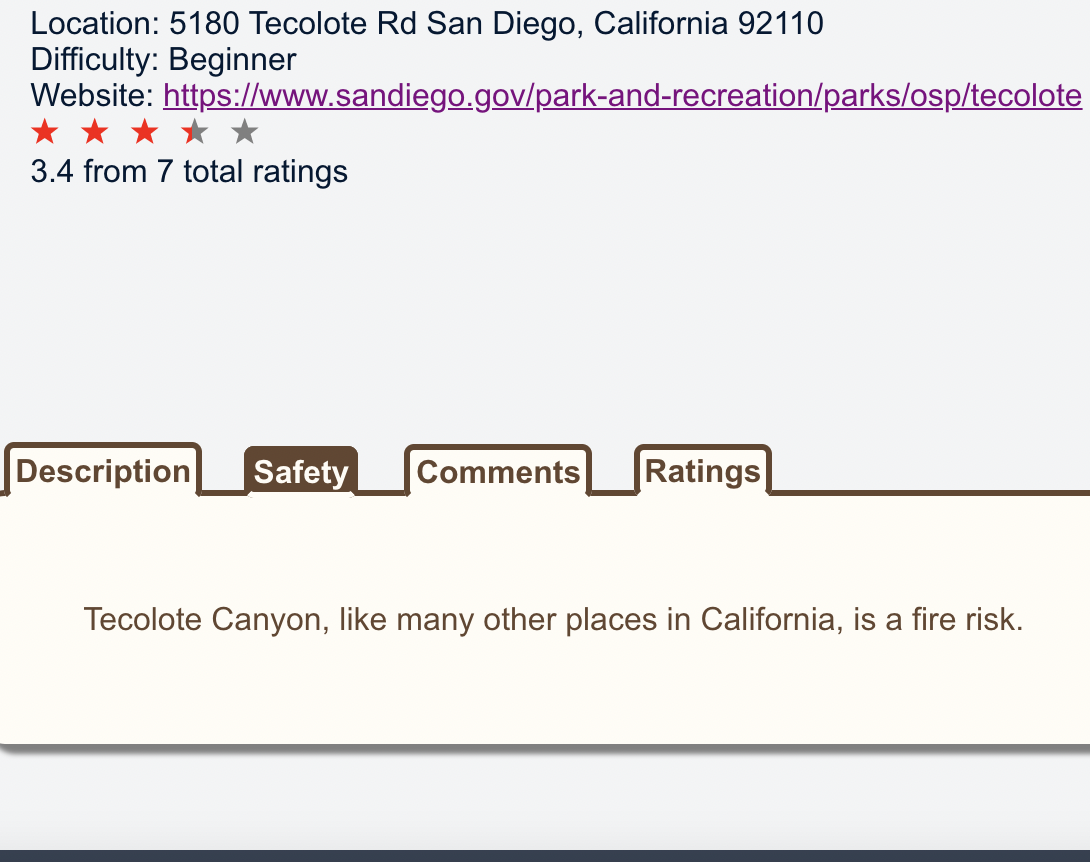 Location: 5180 Tecolote Rd San Diego, California 92110
Difficulty: Beginner
Website: https://www.sandiego.gov/park-and-recreation/parks/osp/tecolote
3.4 from 7 total ratings
Description Safety Comments Ratings
Tecolote Canyon, like many other places in California, is a fire risk.